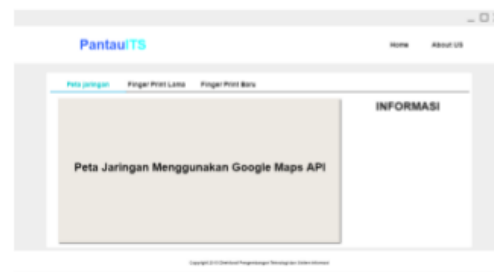 PantauITS
Home About US
Peta jaringan Finger Print Lama Finger Print Baru
INFORMASI
Peta Jaringan Menggunakan Google Maps API